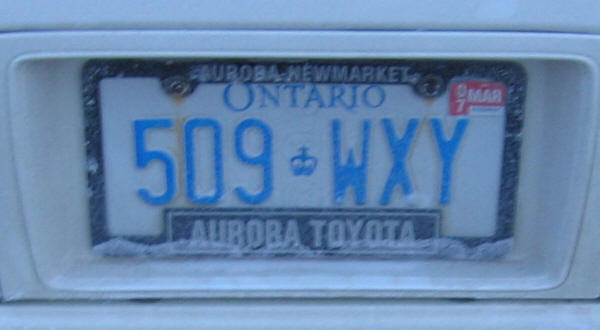 AURORA NEWMARKET
ONTARIO
07 MAR
509 WXY
AURORA TOYOTA